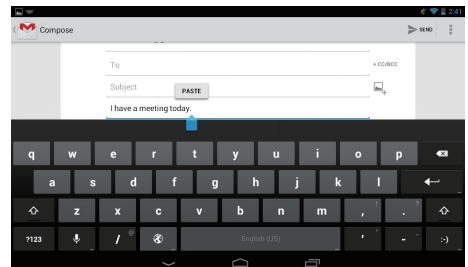 2:41
Compose
SEND
To
+ CC/BCC
Subject
PASTE
I have a meeting today.
q w e r t y u i o p
a s d f g h j k l
z x c v b n m , ! . ?
?123 / @ English (US) ' " - _ :-)